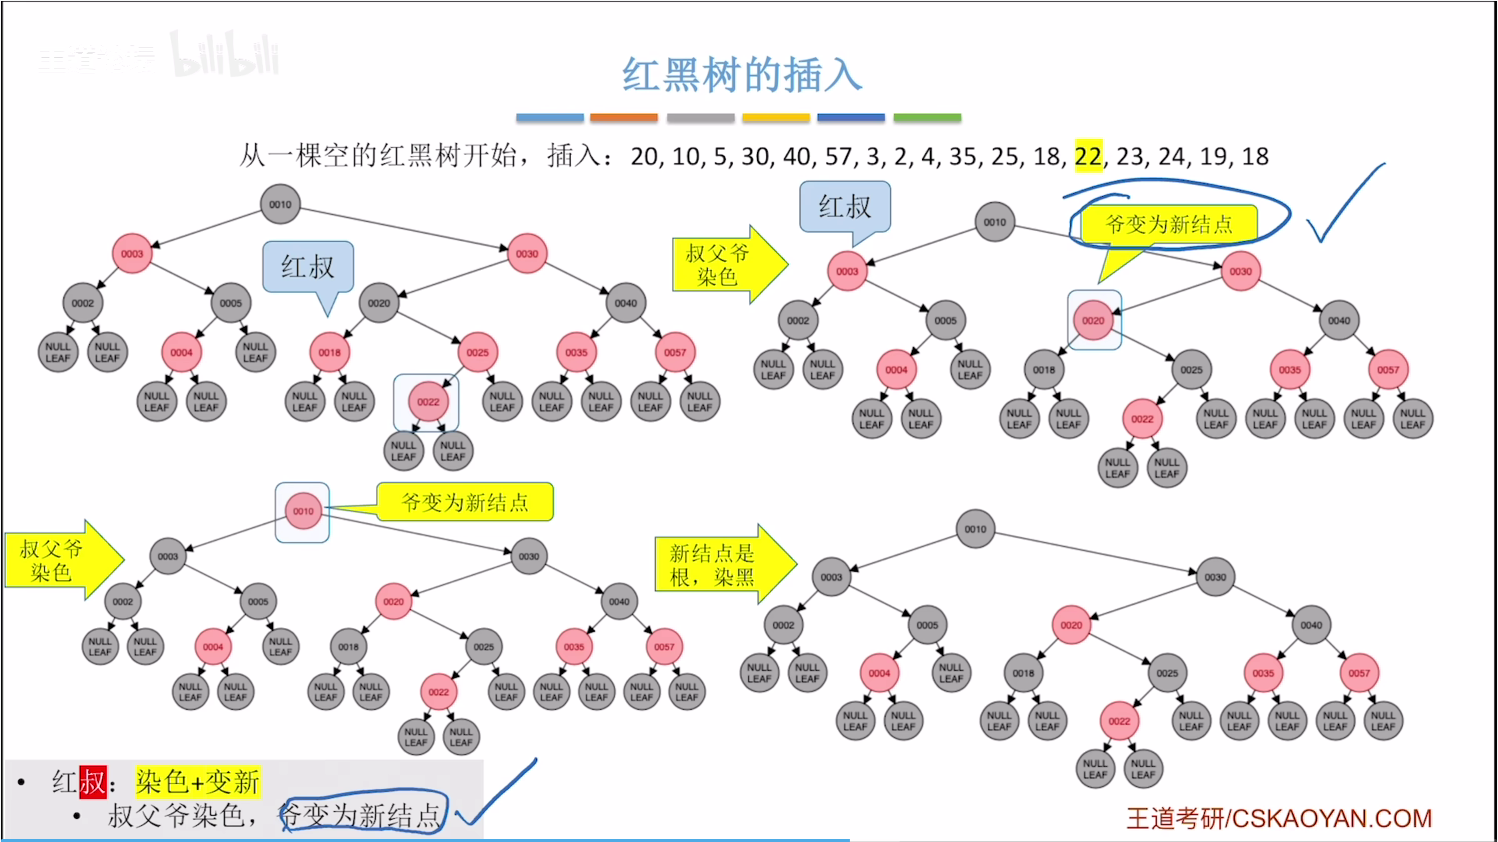 bilibili
红黑树的插入
从一棵空的红黑树开始，插入：20, 10, 5, 30, 40, 57, 3, 2, 4, 35, 25, 18, 22, 23, 24, 19, 18
0010
0003
0030
红叔
0002
0005
0020
0040
NULL LEAF
NULL LEAF
0004
NULL LEAF
0018
0025
0035
0057
NULL LEAF
NULL LEAF
NULL LEAF
NULL LEAF
0022
NULL LEAF
NULL LEAF
NULL LEAF
NULL LEAF
NULL LEAF
NULL LEAF
NULL LEAF
叔父爷
染色
红叔
0010
爷变为新结点
0003
0030
0002
0005
0020
0040
NULL LEAF
NULL LEAF
0004
NULL LEAF
0018
0025
0035
0057
NULL LEAF
NULL LEAF
NULL LEAF
NULL LEAF
0022
NULL LEAF
NULL LEAF
NULL LEAF
NULL LEAF
NULL LEAF
NULL LEAF
NULL LEAF
叔父爷
染色
0010
爷变为新结点
0003
0030
0002
0005
0020
0040
NULL LEAF
NULL LEAF
0004
NULL LEAF
0018
0025
0035
0057
NULL LEAF
NULL LEAF
NULL LEAF
NULL LEAF
0022
NULL LEAF
NULL LEAF
NULL LEAF
NULL LEAF
NULL LEAF
NULL LEAF
NULL LEAF
新结点是
根，染黑
0010
0003
0030
0002
0005
0020
0040
NULL LEAF
NULL LEAF
0004
NULL LEAF
0018
0025
0035
0057
NULL LEAF
NULL LEAF
NULL LEAF
NULL LEAF
0022
NULL LEAF
NULL LEAF
NULL LEAF
NULL LEAF
NULL LEAF
NULL LEAF
NULL LEAF
• 红叔：染色+变新
• 叔父爷染色，爷变为新结点
王道考研/CSKAOYAN.COM